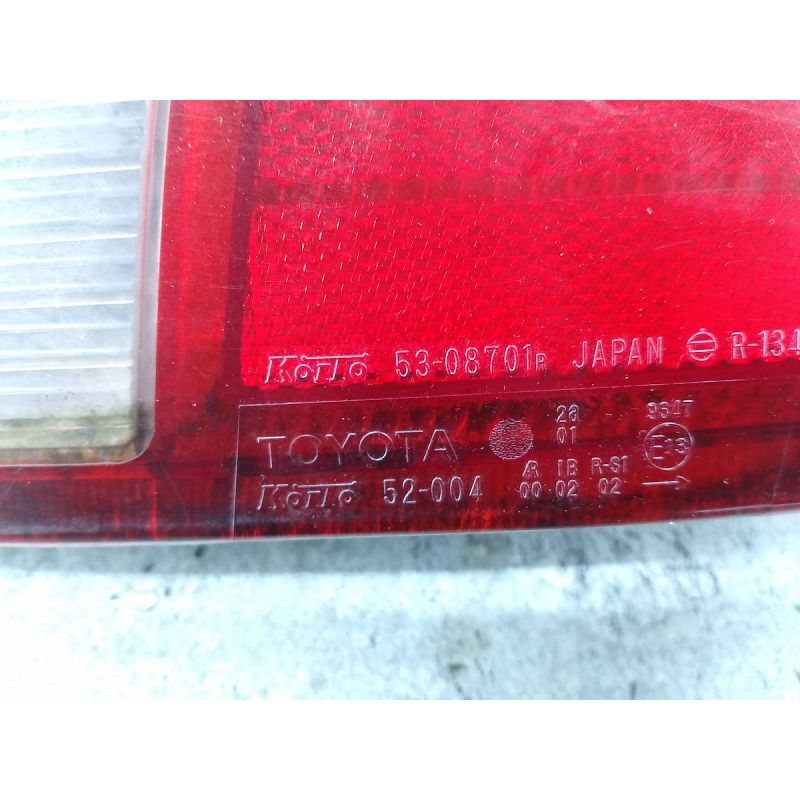 Koito 53-08701R JAPAN R-134
28 9347
TOYOTA 01 E13
AR IB R-S1
Koito 52-004 00 02 02 →